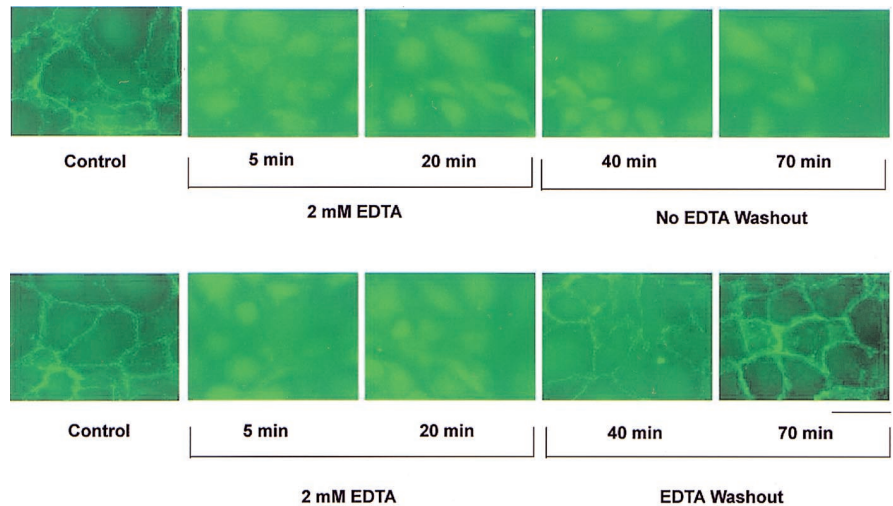 Control 5 min 20 min 40 min 70 min
2 mM EDTA No EDTA Washout
Control 5 min 20 min 40 min 70 min
2 mM EDTA EDTA Washout